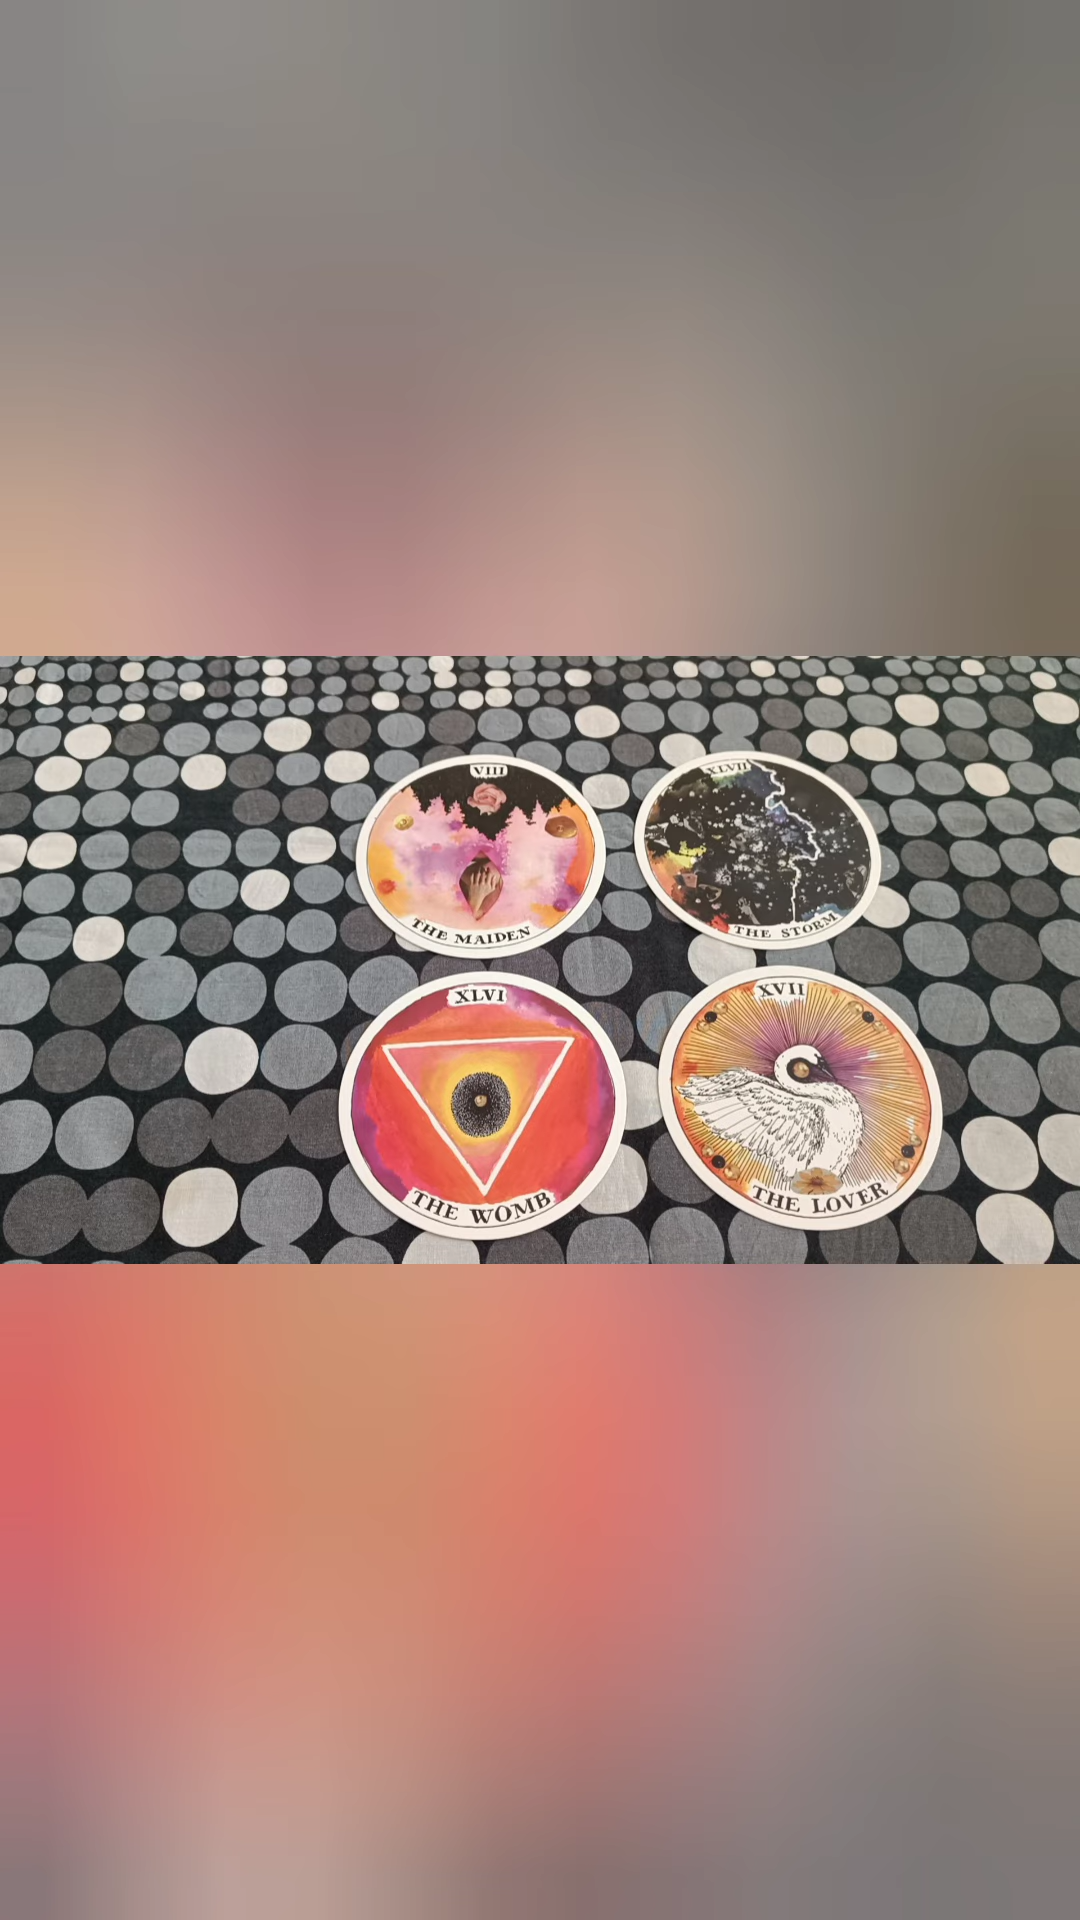 VIII
THE MAIDEN
XLVII
THE STORM
XLVI
THE WOMB
XVII
THE LOVER